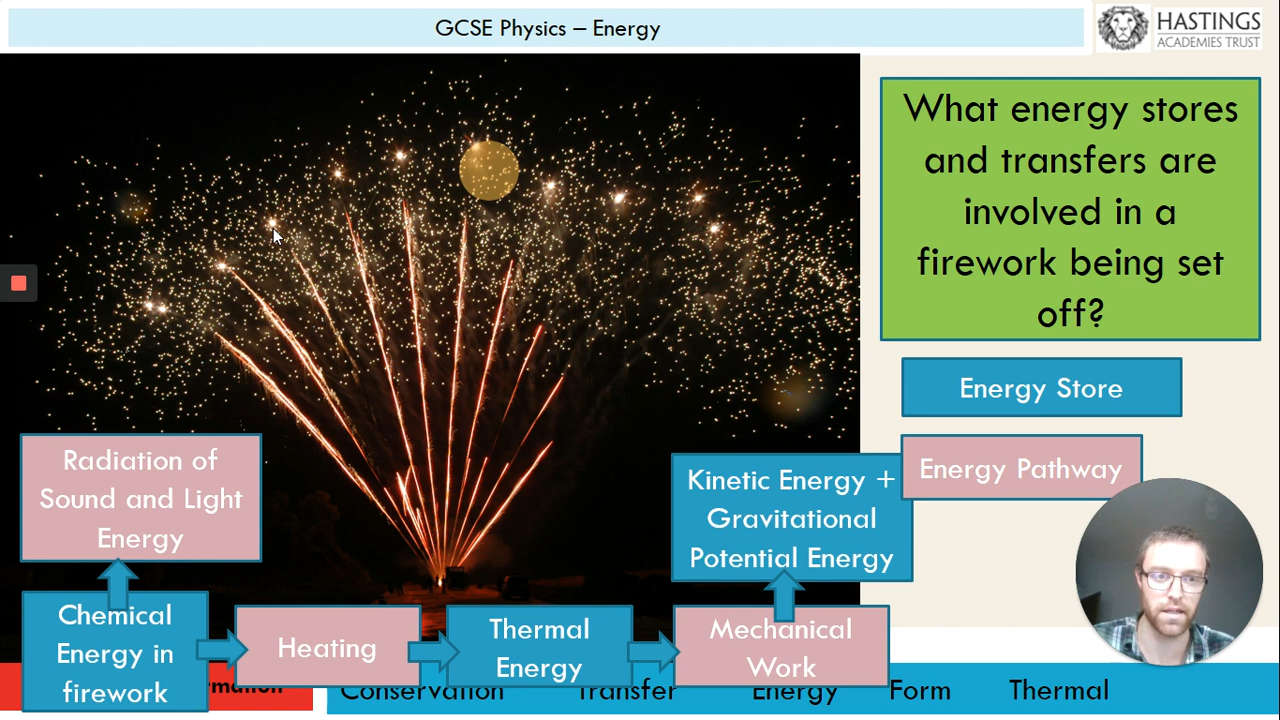 GCSE Physics – Energy
HASTINGS
ACADEMIES TRUST
What energy stores
and transfers are
involved in a
firework being set
off?
Energy Store
Energy Pathway
Radiation of
Sound and Light
Energy
Kinetic Energy +
Gravitational
Potential Energy
Chemical
Energy in
firework
Heating
Thermal
Energy
Mechanical
Work
Conservation Transfer Energy Form Thermal